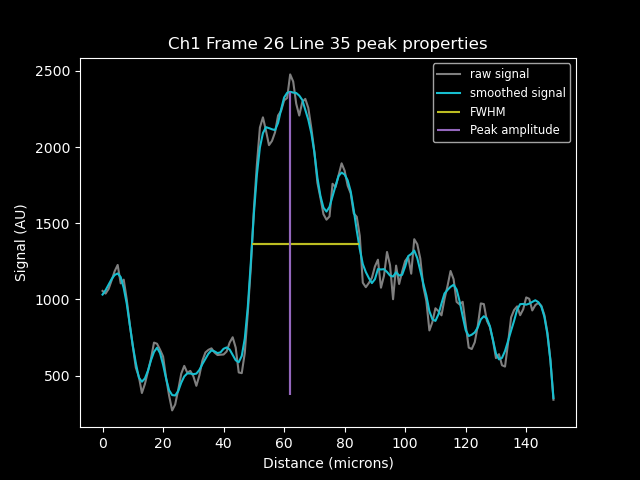 Ch1 Frame 26 Line 35 peak properties
raw signal
smoothed signal
FWHM
Peak amplitude
Signal (AU)
2500
2000
1500
1000
500
0 20 40 60 80 100 120 140
Distance (microns)